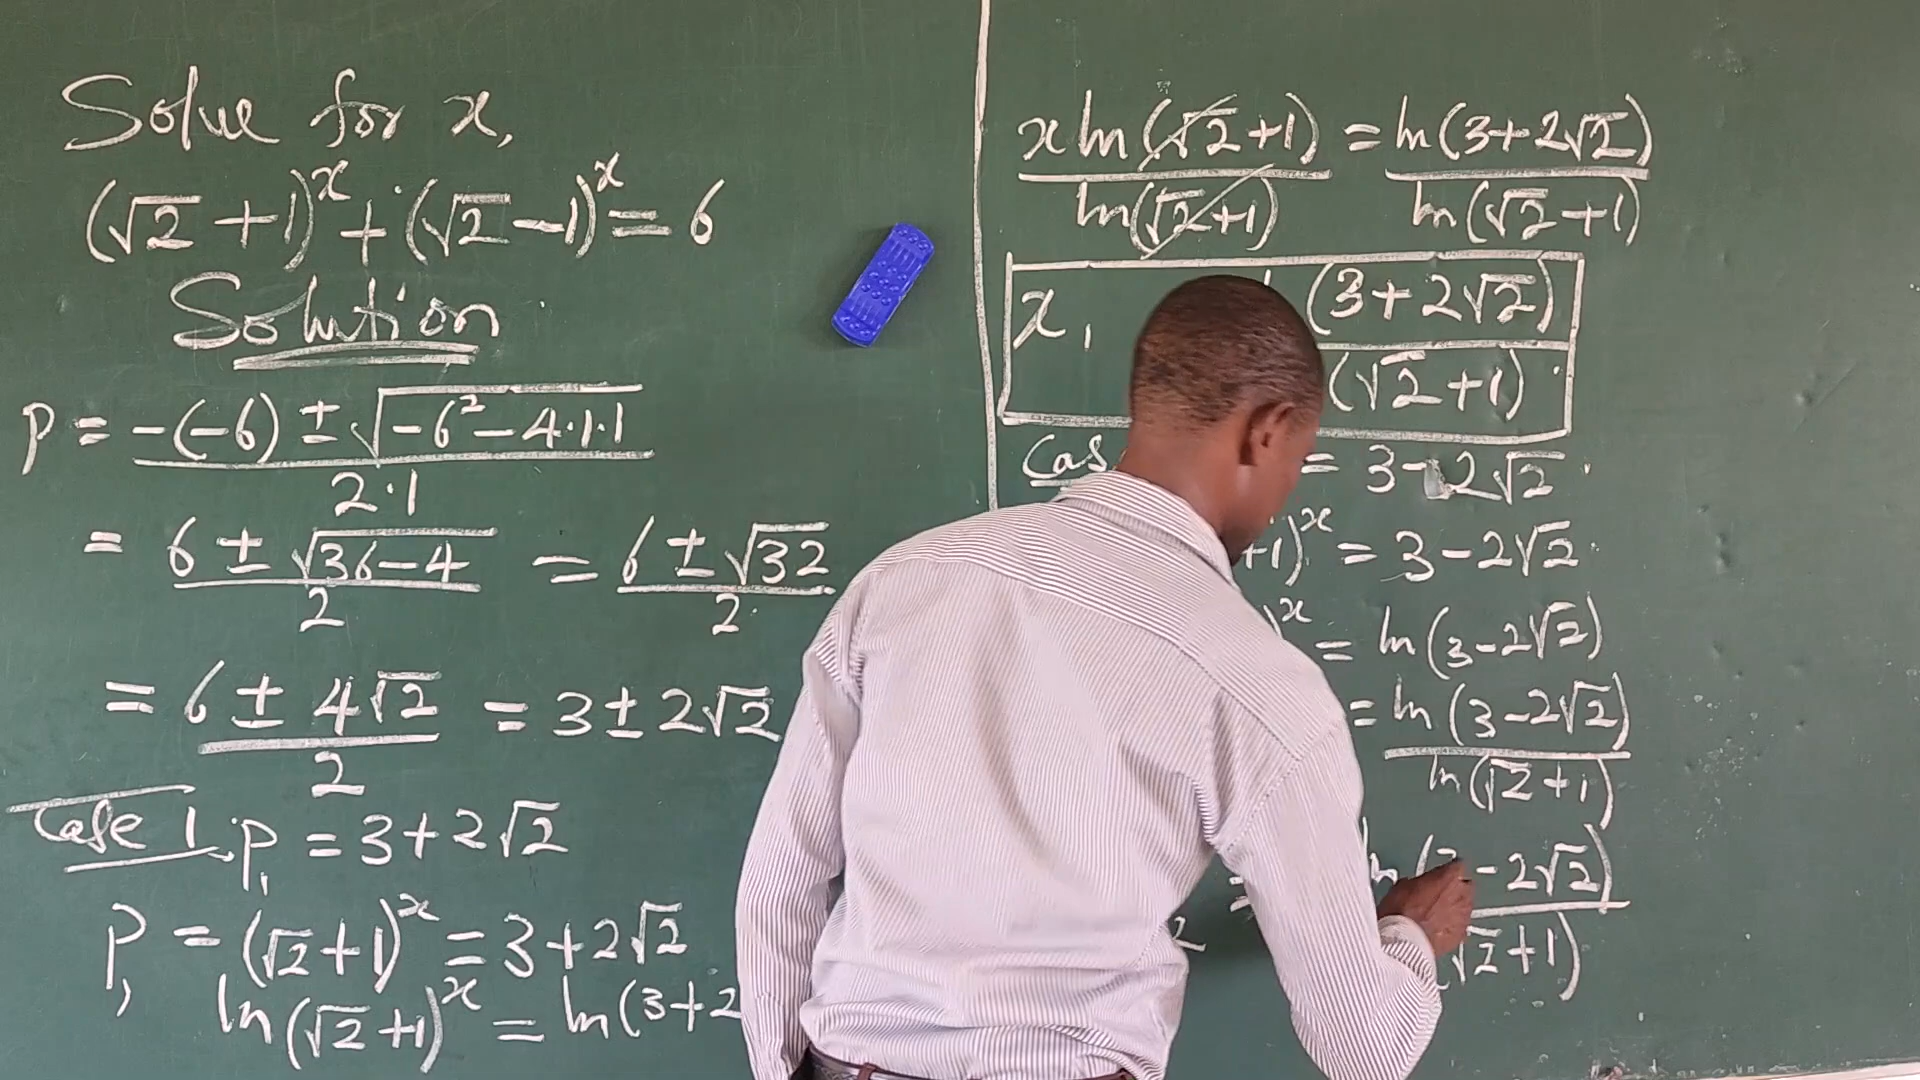 Solve for x,
(√2+1)^x+(√2-1)^x=6
Solution
P = (-(-6) ± √(-6²-4·1·1))/(2·1)
= (6 ± √(36-4))/2 = (6 ± √32)/2
= (6 ± 4√2)/2 = 3±2√2
Case 1. P₁ = 3+2√2
P₁ = (√2+1)^x = 3+2√2
ln(√2+1)^x = ln(3+2
(x ln(√2+1))/(ln(√2+1)) = (ln(3+2√2))/(ln(√2+1))
x₁ (3+2√2)
(√2+1)
= 3-2√2
+1)^x = 3-2√2
)^x = ln(3-2√2)
= (ln(3-2√2))/(ln(√2+1))
-2√2)
√2+1)